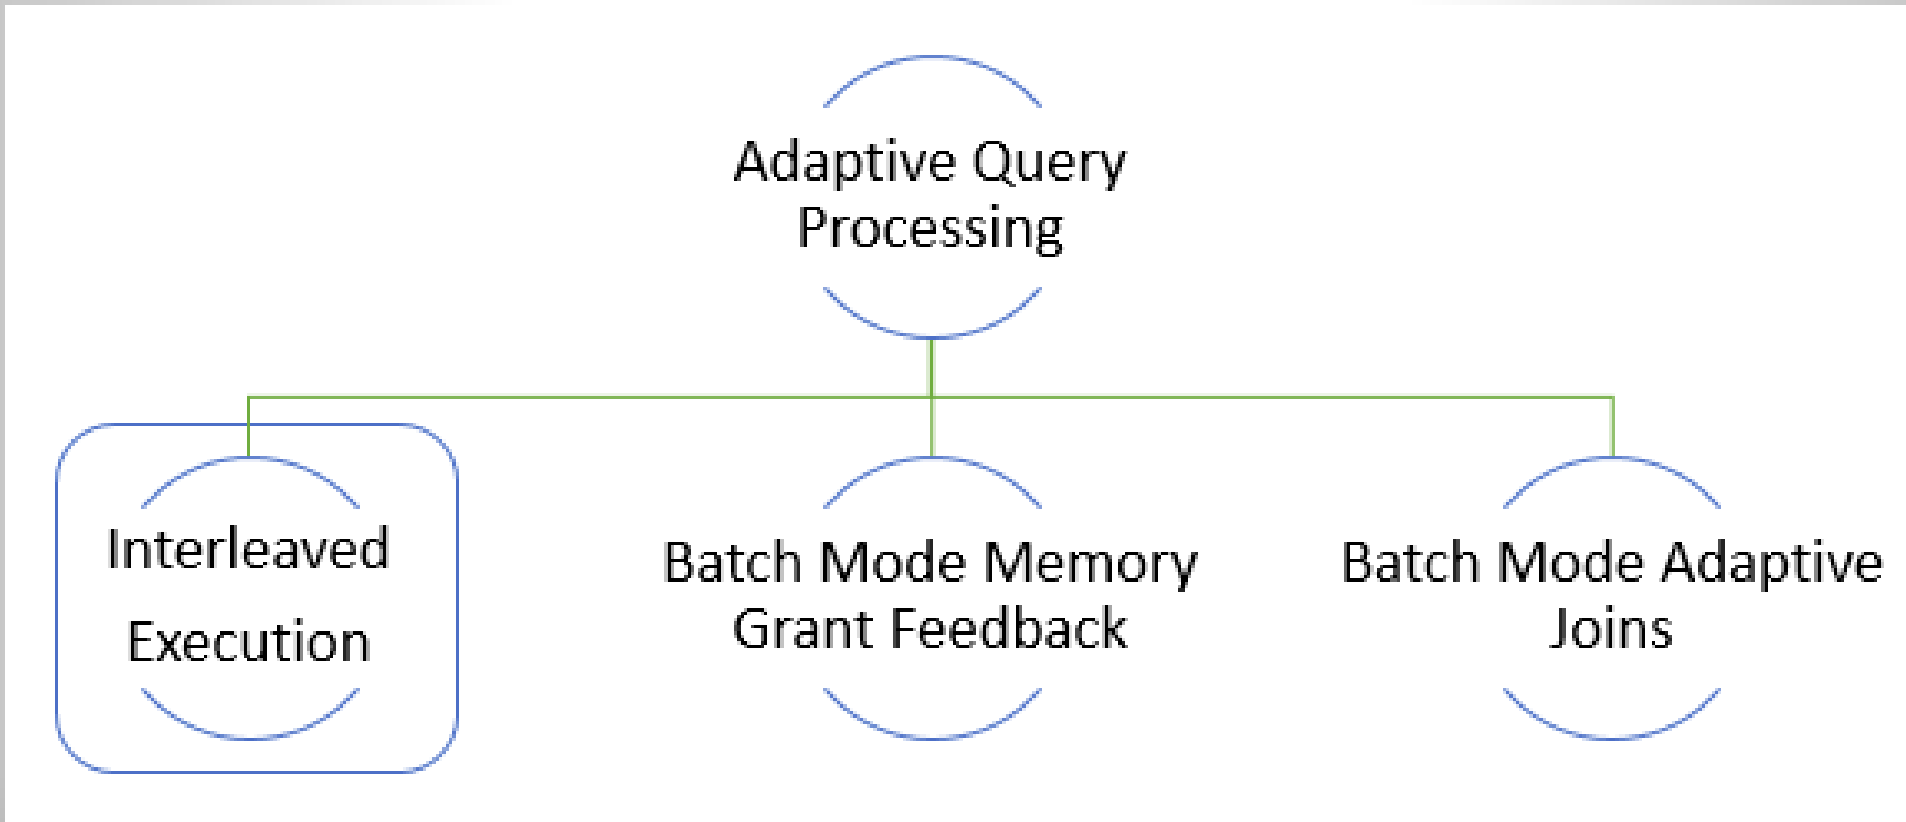 Adaptive Query
Processing
Interleaved
Execution
Batch Mode Memory
Grant Feedback
Batch Mode Adaptive
Joins